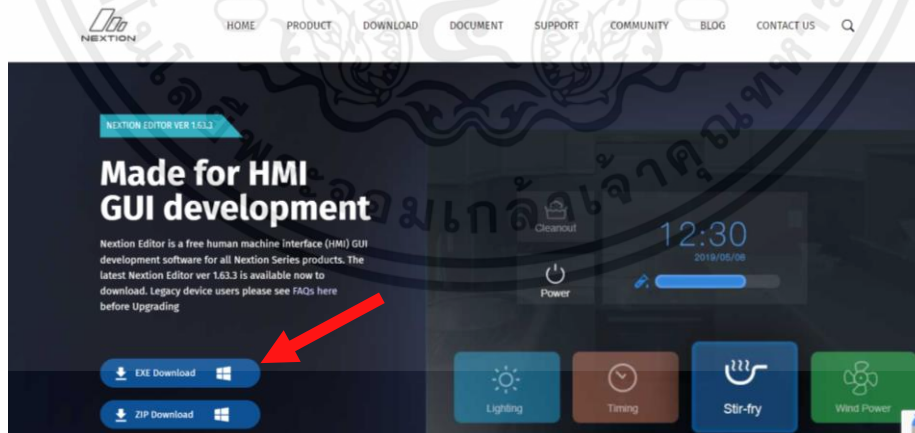 NEXTION
HOME PRODUCT DOWNLOAD DOCUMENT SUPPORT COMMUNITY BLOG CONTACT US
NEXTION EDITOR VER 1.63.3
Made for HMI
GUI development
Nextion Editor is a free human machine interface (HMI) GUI
development software for all Nextion Series products. The
latest Nextion Editor ver 1.63.3 is available now to
download. Legacy device users please see FAQs here
before Upgrading
EXE Download
ZIP Download
Cleanout
Power
12:30
2019/05/08
Lighting
Timing
Stir-fry
Wind Power